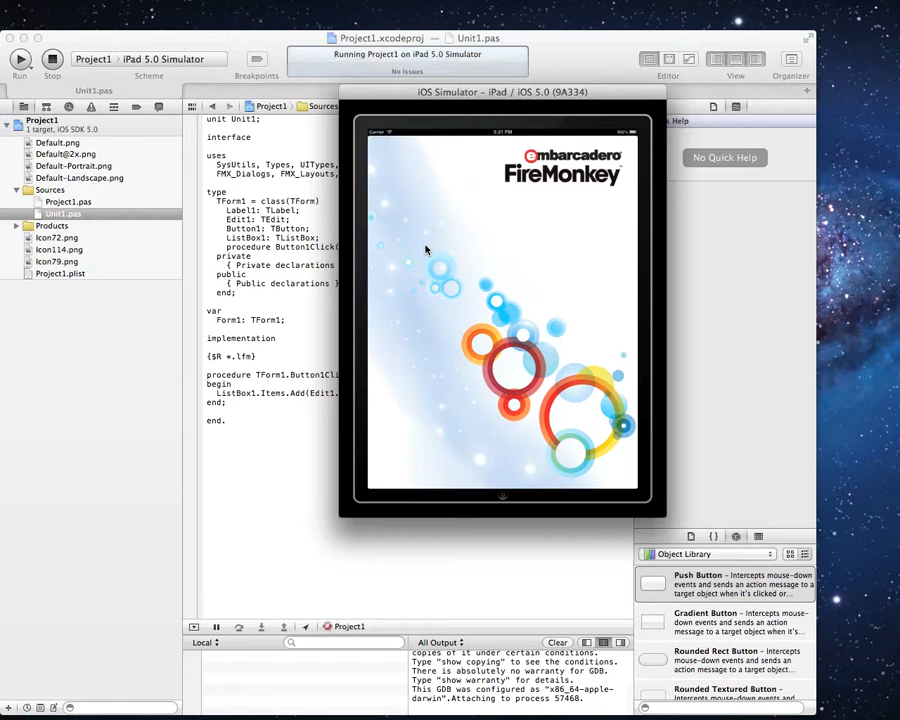 Project1.xcodeproj — Unit1.pas
Run
Stop
Project1 〉 iPad 5.0 Simulator
Scheme
Breakpoints
Running Project1 on iPad 5.0 Simulator
No Issues
Editor
View
Organizer
Unit1.pas
Project1
1 target, iOS SDK 5.0
Default.png
Default@2x.png
Default-Portrait.png
Default-Landscape.png
Sources
Project1.pas
Unit1.pas
Products
Icon72.png
Icon114.png
Icon79.png
Project1.plist
Project1
Sources
unit Unit1;
interface
uses
SysUtils, Types, UITypes,
FMX_Dialogs, FMX_Layouts,
type
TForm1 = class(TForm)
Label1: TLabel;
Edit1: TEdit;
Button1: TButton;
ListBox1: TListBox;
procedure Button1Click(
private
{ Private declarations
public
{ Public declarations }
end;
var
Form1: TForm1;
implementation
{$R *.lfm}
procedure TForm1.Button1Cli
begin
ListBox1.Items.Add(Edit1.
end;
end.
iOS Simulator – iPad / iOS 5.0 (9A334)
Carrier
5:21 PM
100%
embarcadero
FireMonkey
Help
No Quick Help
Object Library
Push Button – Intercepts mouse-down
events and sends an action message to a
target object when it's clicked or...
Gradient Button – Intercepts mouse-
down events and sends an action
message to a target object when it's...
Rounded Rect Button – Intercepts
mouse-down events and sends an
action message to a target object...
Rounded Textured Button –
Project1
Local
All Output
Clear
copies of it under certain conditions.
Type "show copying" to see the conditions.
There is absolutely no warranty for GDB.
Type "show warranty" for details.
This GDB was configured as "x86_64-apple-
darwin".Attaching to process 57468.